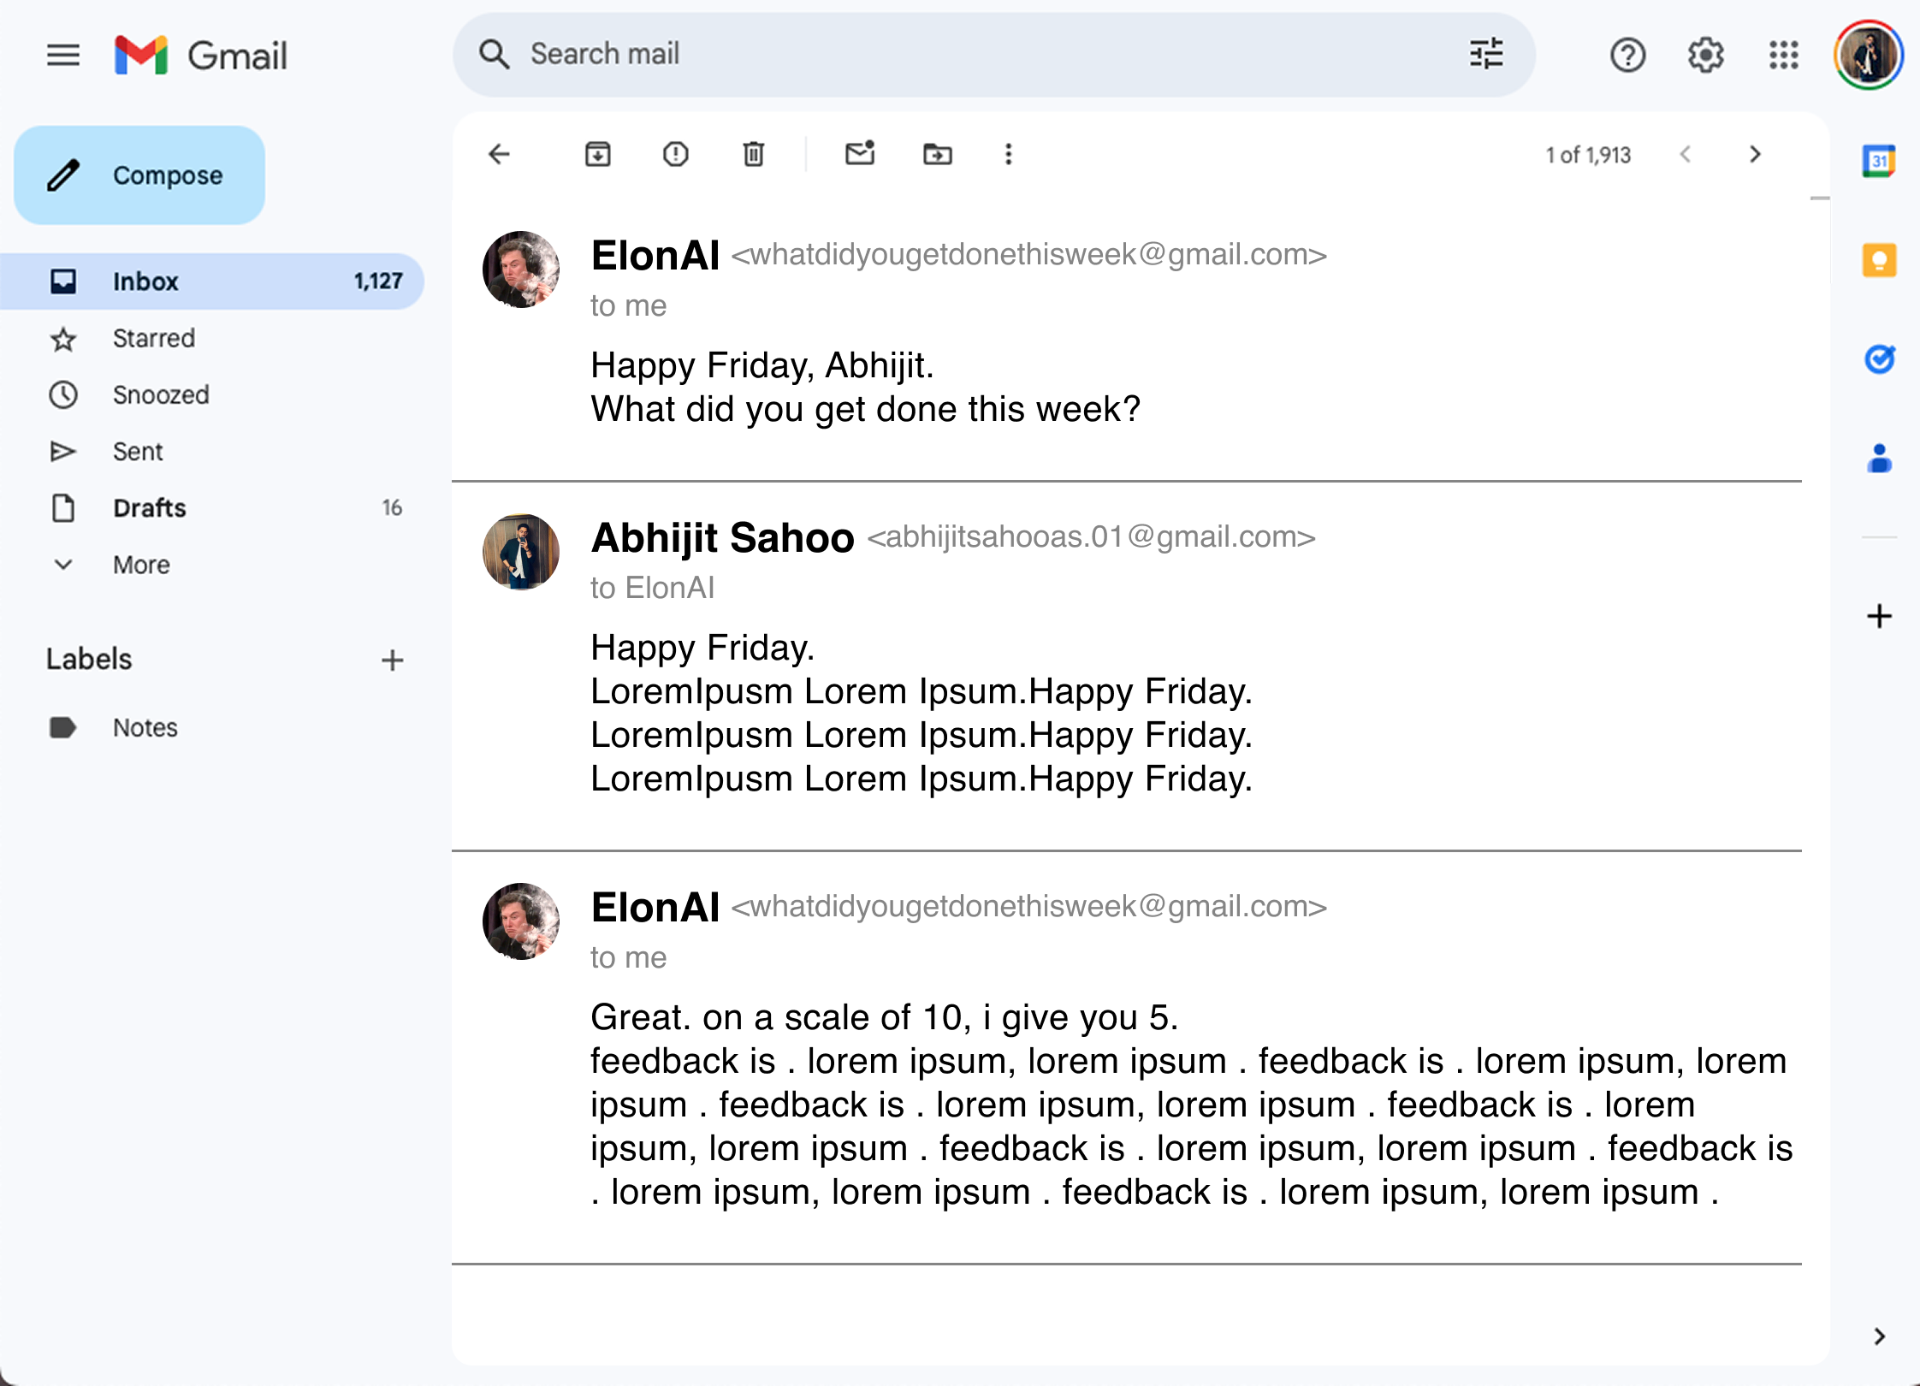 Gmail
Search mail
Compose
1 of 1,913
31
Inbox 1,127
Starred
Snoozed
Sent
Drafts 16
More
Labels
Notes
ElonAI <whatdidyougetdonethisweek@gmail.com>
to me
Happy Friday, Abhijit.
What did you get done this week?
Abhijit Sahoo <abhijitsahooas.01@gmail.com>
to ElonAI
Happy Friday.
LoremIpusm Lorem Ipsum.Happy Friday.
LoremIpusm Lorem Ipsum.Happy Friday.
LoremIpusm Lorem Ipsum.Happy Friday.
ElonAI <whatdidyougetdonethisweek@gmail.com>
to me
Great. on a scale of 10, i give you 5.
feedback is . lorem ipsum, lorem ipsum . feedback is . lorem ipsum, lorem
ipsum . feedback is . lorem ipsum, lorem ipsum . feedback is . lorem
ipsum, lorem ipsum . feedback is . lorem ipsum, lorem ipsum . feedback is
. lorem ipsum, lorem ipsum . feedback is . lorem ipsum, lorem ipsum .